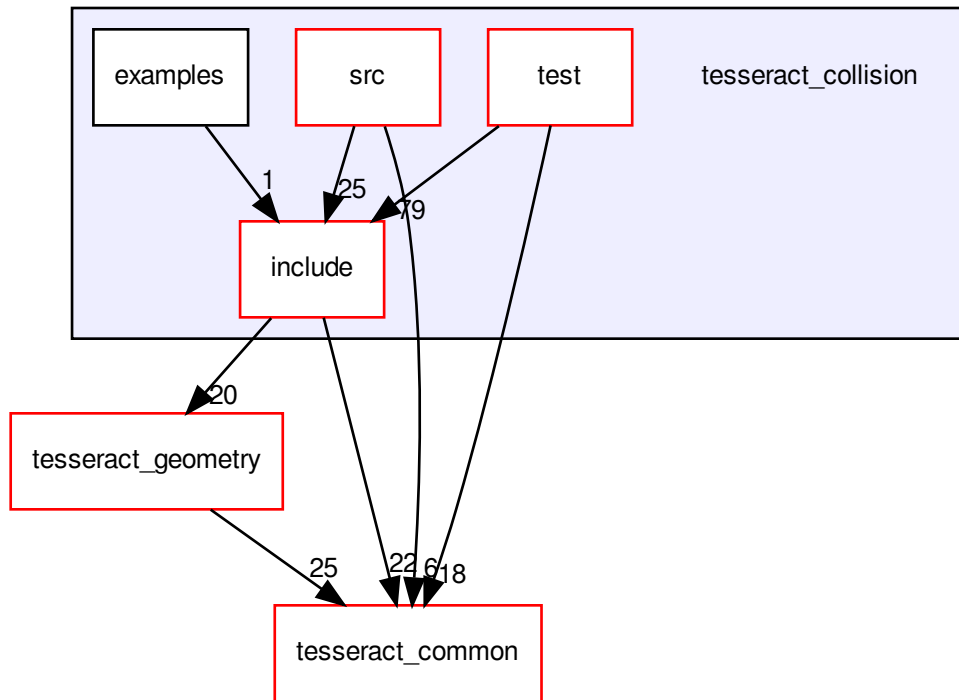 examples
src
test
tesseract_collision
1
25
79
include
20
tesseract_geometry
25
22
6
18
tesseract_common